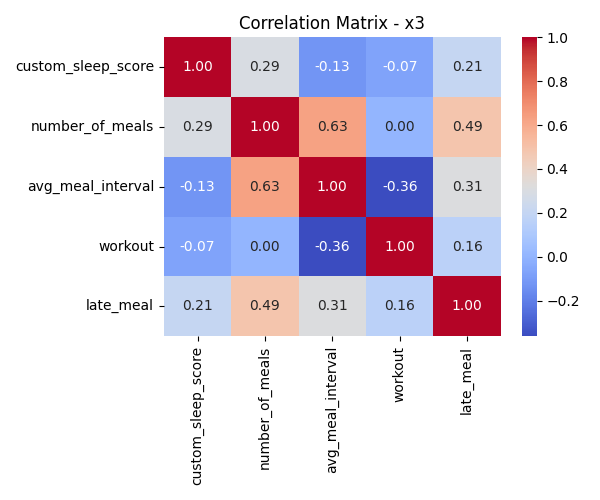 Correlation Matrix - x3
custom_sleep_score 1.00 0.29 -0.13 -0.07 0.21
number_of_meals 0.29 1.00 0.63 0.00 0.49
avg_meal_interval -0.13 0.63 1.00 -0.36 0.31
workout -0.07 0.00 -0.36 1.00 0.16
late_meal 0.21 0.49 0.31 0.16 1.00
custom_sleep_score
number_of_meals
avg_meal_interval
workout
late_meal
1.0
0.8
0.6
0.4
0.2
0.0
−0.2